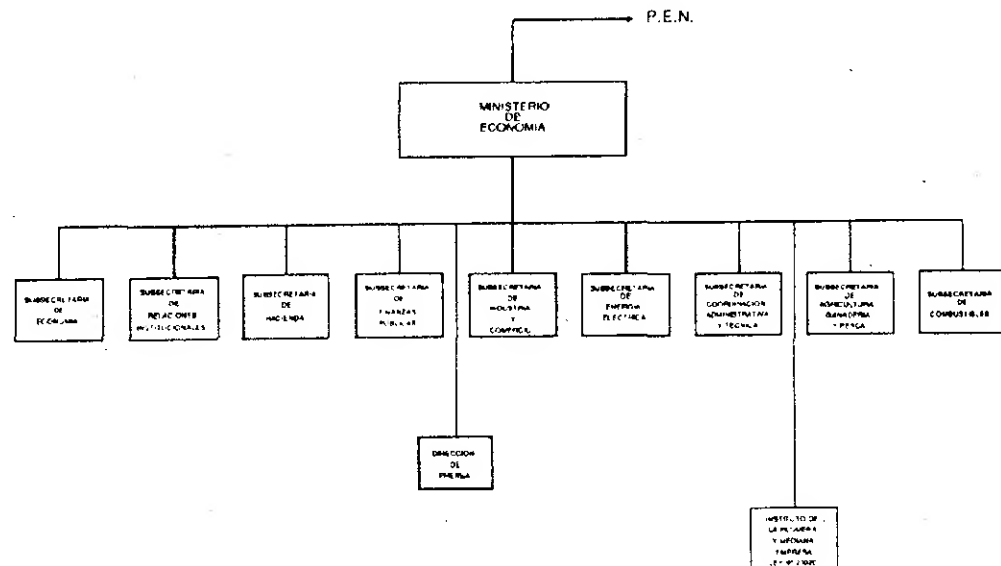 P.E.N.
MINISTERIO
DE
ECONOMIA
SUBSECRETARIA
DE
ECONOMIA
SUBSECRETARIA
DE
RELACIONES
INSTITUCIONALES
SUBSECRETARIA
DE
HACIENDA
SUBSECRETARIA
DE
FINANZAS
PUBLICAS
SUBSECRETARIA
DE
INDUSTRIA
Y
COMERCIO
SUBSECRETARIA
DE
ENERGIA
ELECTRICA
SUBSECRETARIA
DE
COORDINACION
ADMINISTRATIVA
Y TECNICA
SUBSECRETARIA
DE
AGRICULTURA
GANADERIA
Y PESCA
SUBSECRETARIA
DE
COMBUSTIBLES
DIRECCION
DE
PRENSA
INSTITUTO DE
LA PEQUEÑA
Y MEDIANA
EMPRESA
LEY Nº